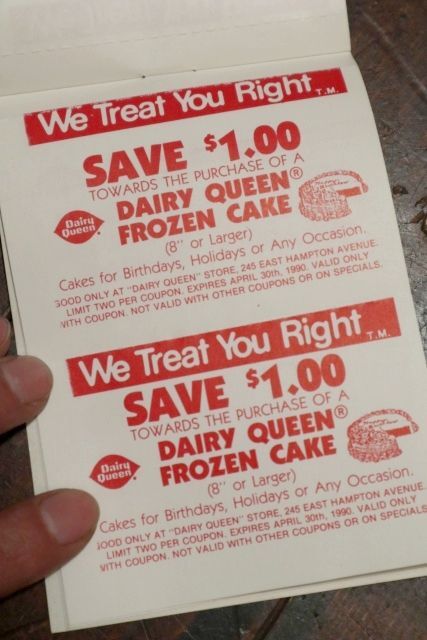 We Treat You Right T.M.
SAVE $1.00
TOWARDS THE PURCHASE OF A
DAIRY QUEEN®
FROZEN CAKE
Dairy
Queen
(8" or Larger)
Cakes for Birthdays, Holidays or Any Occasion.
GOOD ONLY AT "DAIRY QUEEN" STORE, 245 EAST HAMPTON AVENUE.
LIMIT TWO PER COUPON. EXPIRES APRIL 30th, 1990. VALID ONLY
WITH COUPON. NOT VALID WITH OTHER COUPONS OR ON SPECIALS.
We Treat You Right T.M.
SAVE $1.00
TOWARDS THE PURCHASE OF A
DAIRY QUEEN®
FROZEN CAKE
Dairy
Queen
(8" or Larger)
Cakes for Birthdays, Holidays or Any Occasion.
GOOD ONLY AT "DAIRY QUEEN" STORE, 245 EAST HAMPTON AVENUE.
LIMIT TWO PER COUPON. EXPIRES APRIL 30th, 1990. VALID ONLY
WITH COUPON. NOT VALID WITH OTHER COUPONS OR ON SPECIALS